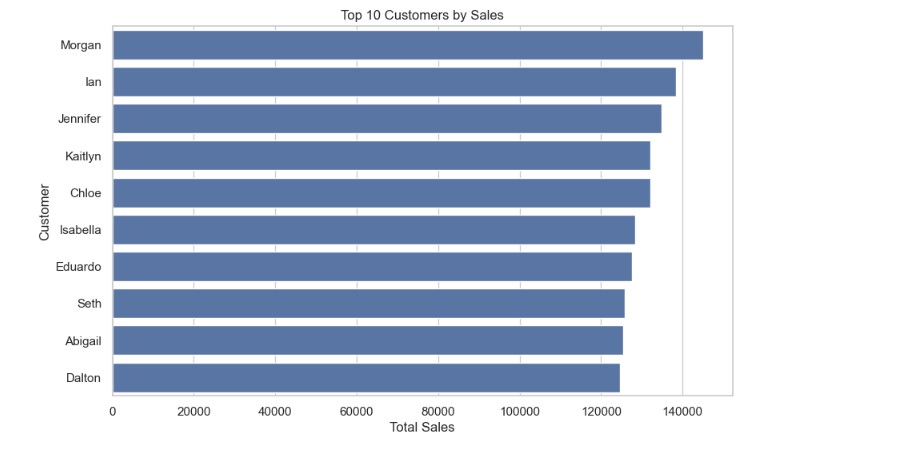 Top 10 Customers by Sales
Customer
Morgan
Ian
Jennifer
Kaitlyn
Chloe
Isabella
Eduardo
Seth
Abigail
Dalton
0 20000 40000 60000 80000 100000 120000 140000
Total Sales